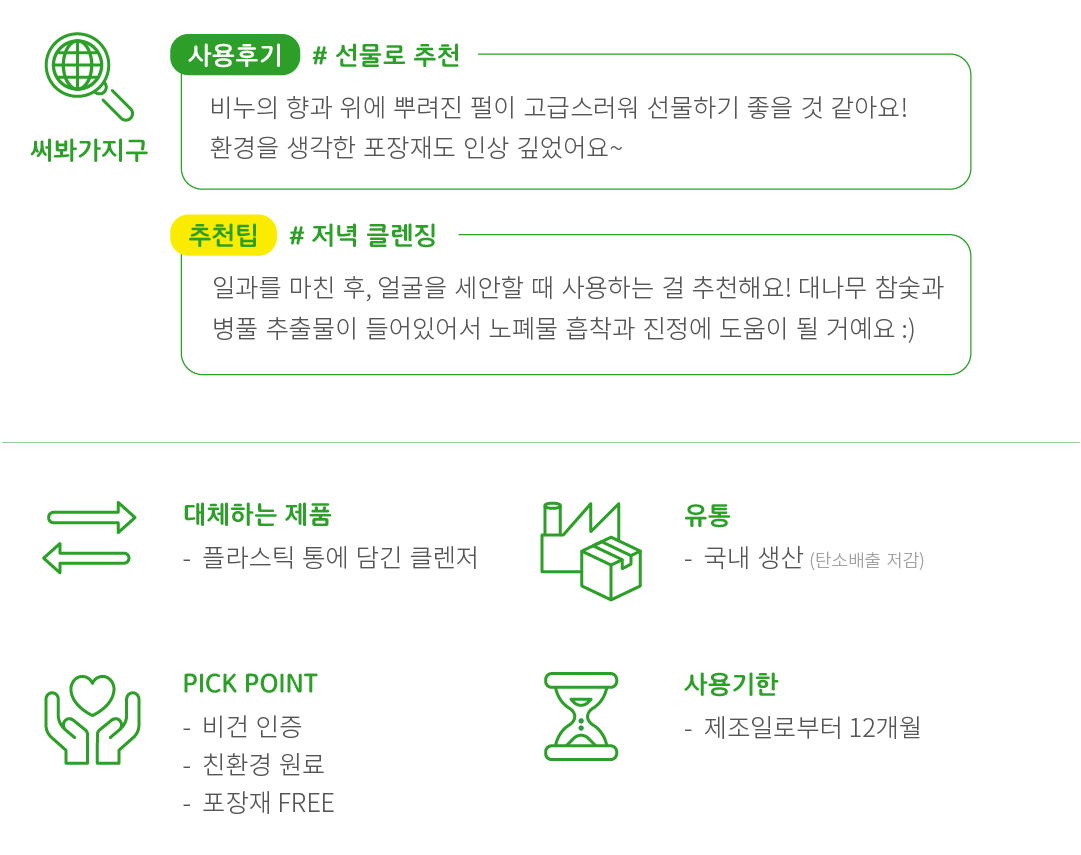 써봐가지구
사용후기 # 선물로 추천
비누의 향과 위에 뿌려진 펄이 고급스러워 선물하기 좋을 것 같아요!
환경을 생각한 포장재도 인상 깊었어요~
추천팁 # 저녁 클렌징
일과를 마친 후, 얼굴을 세안할 때 사용하는 걸 추천해요! 대나무 참숯과
병풀 추출물이 들어있어서 노폐물 흡착과 진정에 도움이 될 거예요 :)
대체하는 제품
- 플라스틱 통에 담긴 클렌저
유통
- 국내 생산 (탄소배출 저감)
PICK POINT
- 비건 인증
- 친환경 원료
- 포장재 FREE
사용기한
- 제조일로부터 12개월